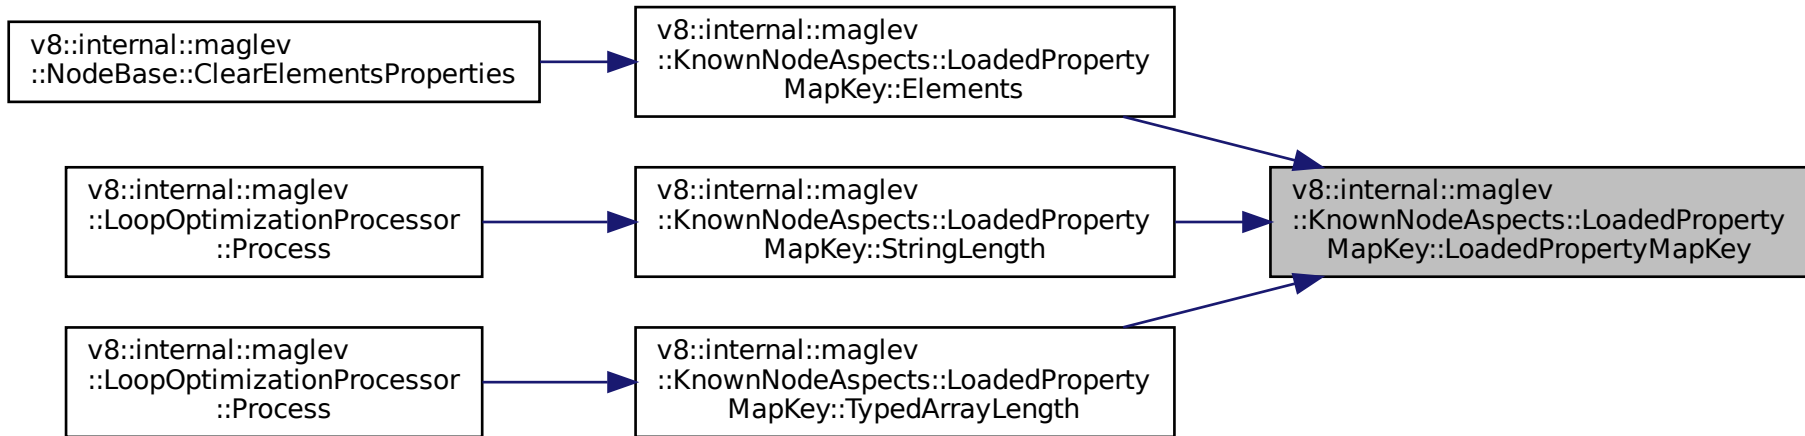 v8::internal::maglev
::NodeBase::ClearElementsProperties
v8::internal::maglev
::KnownNodeAspects::LoadedProperty
MapKey::Elements
v8::internal::maglev
::LoopOptimizationProcessor
::Process
v8::internal::maglev
::KnownNodeAspects::LoadedProperty
MapKey::StringLength
v8::internal::maglev
::KnownNodeAspects::LoadedProperty
MapKey::LoadedPropertyMapKey
v8::internal::maglev
::LoopOptimizationProcessor
::Process
v8::internal::maglev
::KnownNodeAspects::LoadedProperty
MapKey::TypedArrayLength